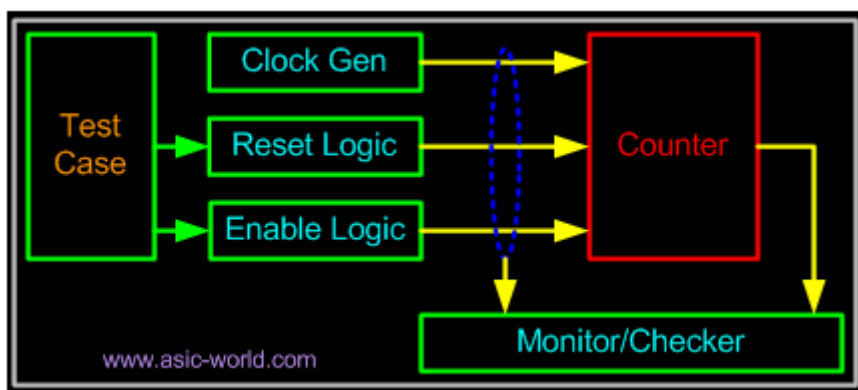 Clock Gen
Test
Case
Reset Logic
Counter
Enable Logic
Monitor/Checker
www.asic-world.com